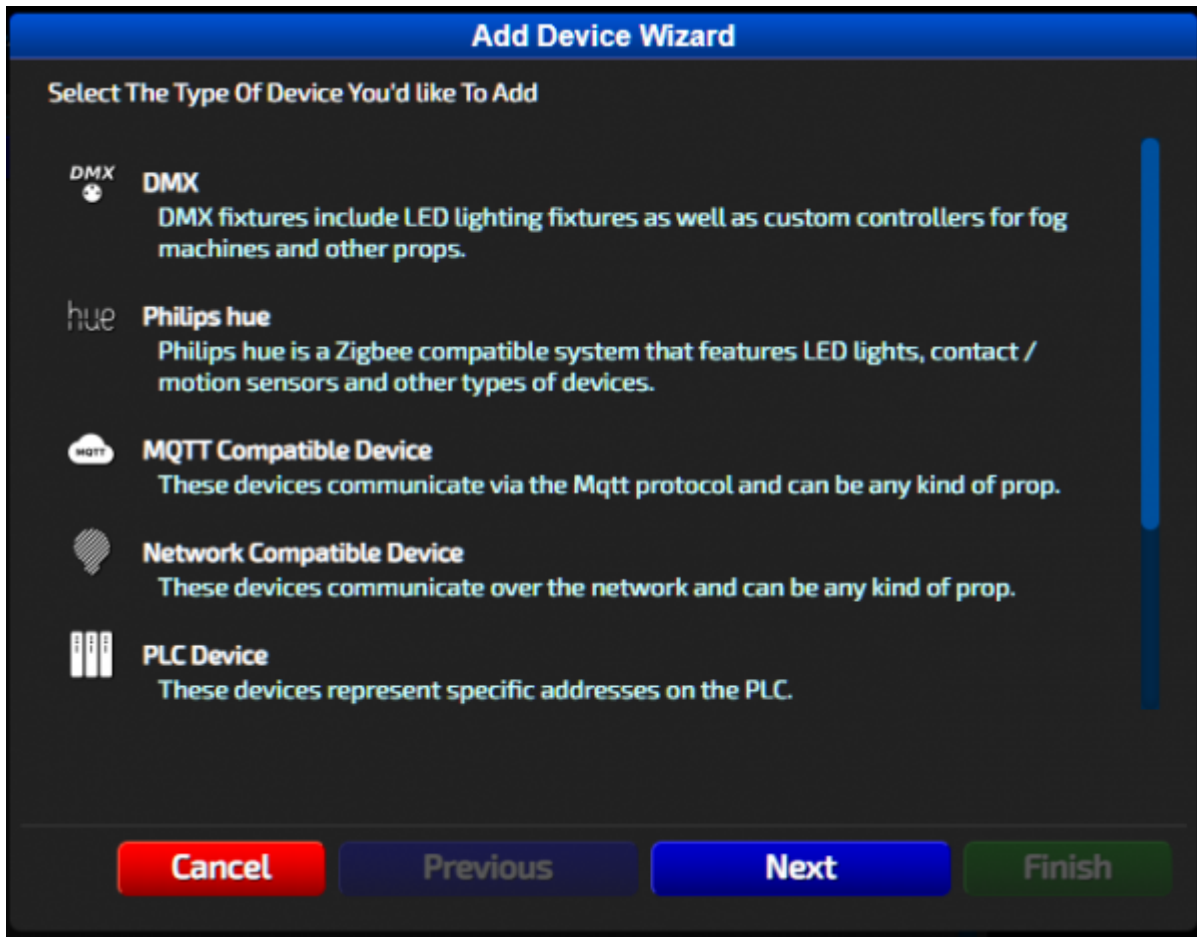 Add Device Wizard
Select The Type Of Device You'd like To Add
DMX
DMX
DMX fixtures include LED lighting fixtures as well as custom controllers for fog
machines and other props.
hue
Philips hue
Philips hue is a Zigbee compatible system that features LED lights, contact /
motion sensors and other types of devices.
MQTT
MQTT Compatible Device
These devices communicate via the Mqtt protocol and can be any kind of prop.
Network Compatible Device
These devices communicate over the network and can be any kind of prop.
PLC Device
These devices represent specific addresses on the PLC.
Cancel
Previous
Next
Finish